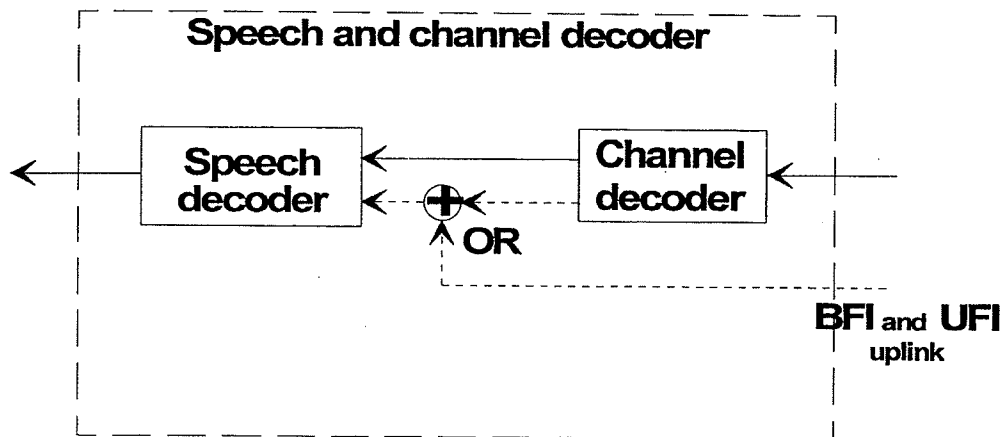 Speech and channel decoder
Speech
decoder
Channel
decoder
+
OR
BFI and UFI
uplink